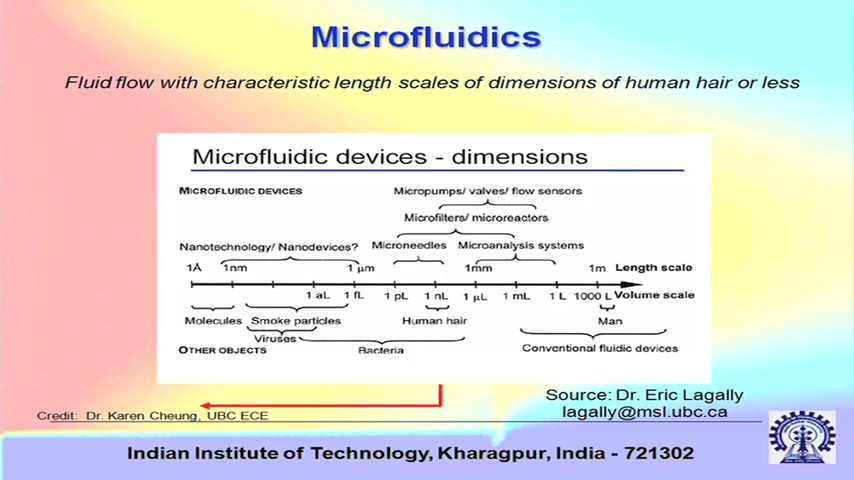 Microfluidics
Fluid flow with characteristic length scales of dimensions of human hair or less
Microfluidic devices - dimensions
MICROFLUIDIC DEVICES
Micropumps/ valves/ flow sensors
Microfilters/ microreactors
Nanotechnology/ Nanodevices? Microneedles Microanalysis systems
1Å 1nm 1 µm 1mm 1m Length scale
1 aL 1 fL 1 pL 1 nL 1 µL 1 mL 1 L 1000 L Volume scale
Molecules Smoke particles Human hair Man
Viruses
OTHER OBJECTS Bacteria Conventional fluidic devices
Source: Dr. Eric Lagally
Credit: Dr. Karen Cheung, UBC ECE lagally@msl.ubc.ca
Indian Institute of Technology, Kharagpur, India - 721302